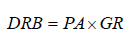 DRB = PA×GR